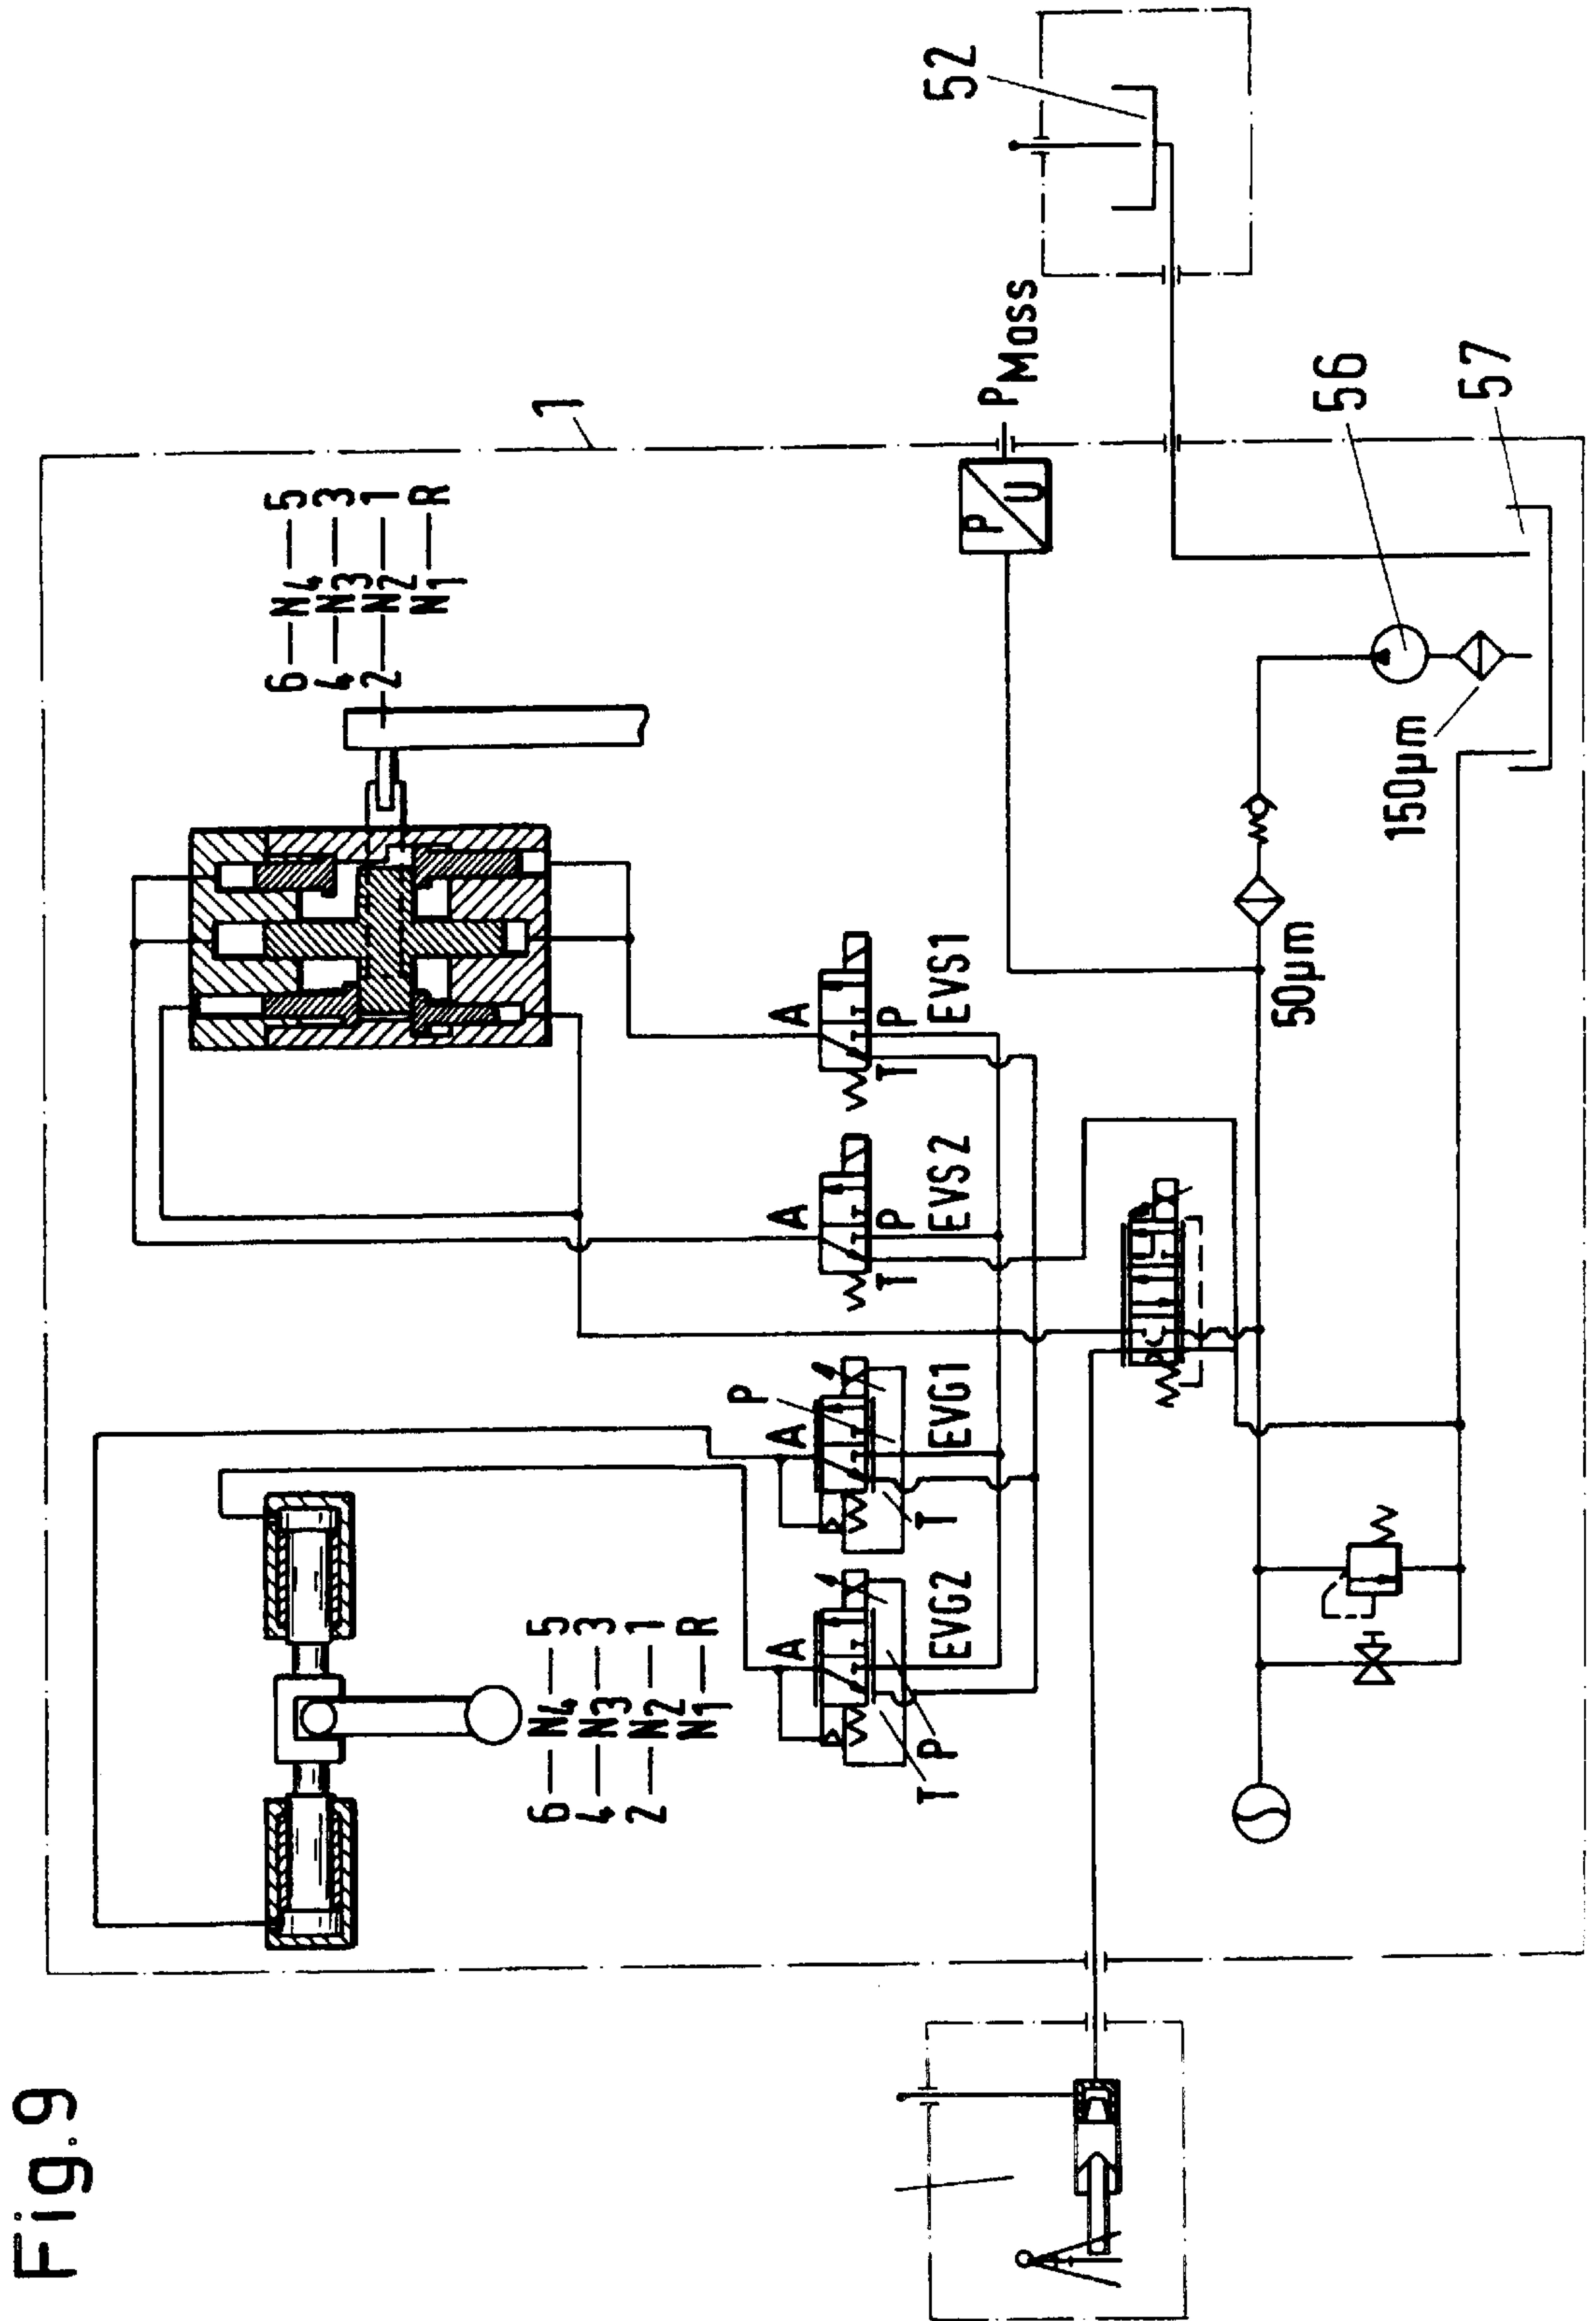 Fig.9
6—N4—5
4—N3—3
2—N2—1
N1—R
6—N4—5
4—N3—3
2—N2—1
N1—R
1
A
T
P
EVG2
A
P
T
EVG1
A
T
P
EVS2
A
T
P
EVS1
P
U
P Mass
52
50µm
150µm
56
57